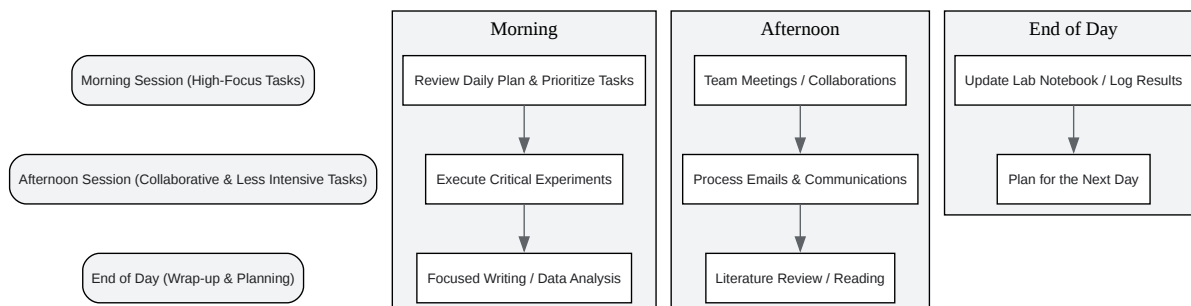 Morning Session (High-Focus Tasks)
Afternoon Session (Collaborative & Less Intensive Tasks)
End of Day (Wrap-up & Planning)
Morning
Review Daily Plan & Prioritize Tasks
Execute Critical Experiments
Focused Writing / Data Analysis
Afternoon
Team Meetings / Collaborations
Process Emails & Communications
Literature Review / Reading
End of Day
Update Lab Notebook / Log Results
Plan for the Next Day